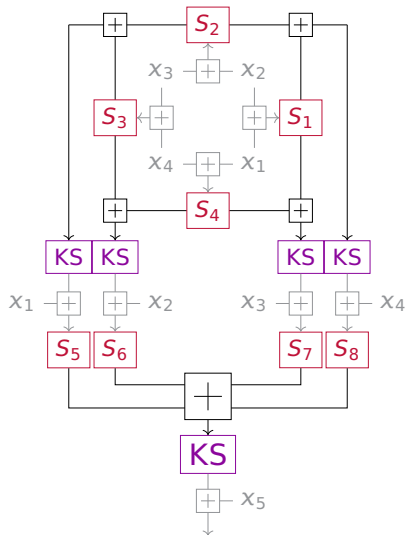 + S₂ +
x₃ + x₂
S₃ + + S₁
x₄ + x₁
+ S₄ +
KS KS KS KS
x₁ + + x₂ x₃ + + x₄
S₅ S₆ S₇ S₈
+
KS
+ x₅